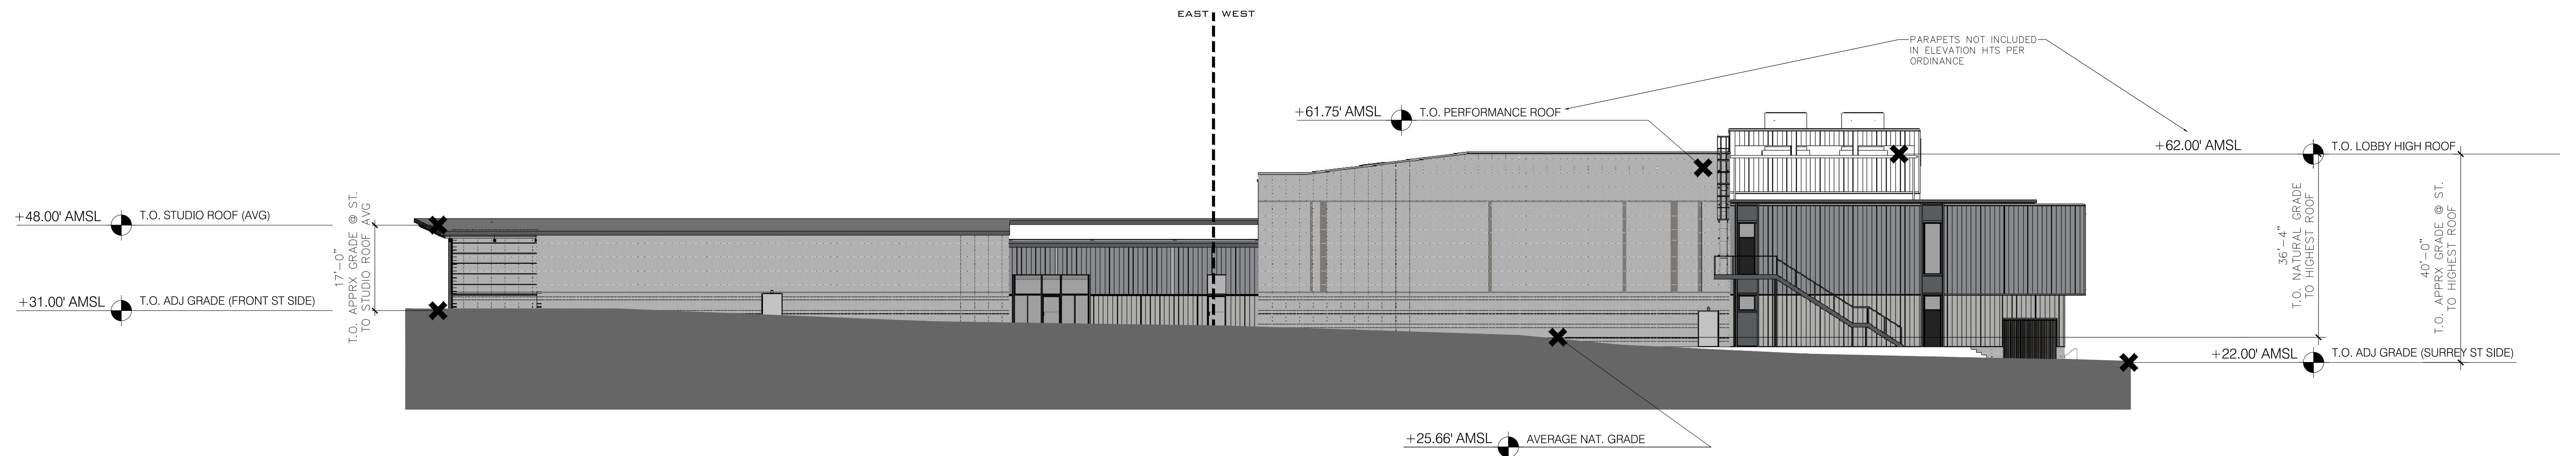 EAST WEST
PARAPETS NOT INCLUDED
IN ELEVATION HTS PER
ORDINANCE
+61.75' AMSL T.O. PERFORMANCE ROOF
+62.00' AMSL T.O. LOBBY HIGH ROOF
+48.00' AMSL T.O. STUDIO ROOF (AVG)
17'-0"
T.O. APPRX GRADE @ ST.
TO STUDIO ROOF AVG
36'-4"
T.O. NATURAL GRADE
TO HIGHEST ROOF
40'-0"
T.O. APPRX GRADE @ ST.
TO HIGHEST ROOF
+31.00' AMSL T.O. ADJ GRADE (FRONT ST SIDE)
+22.00' AMSL T.O. ADJ GRADE (SURREY ST SIDE)
+25.66' AMSL AVERAGE NAT. GRADE